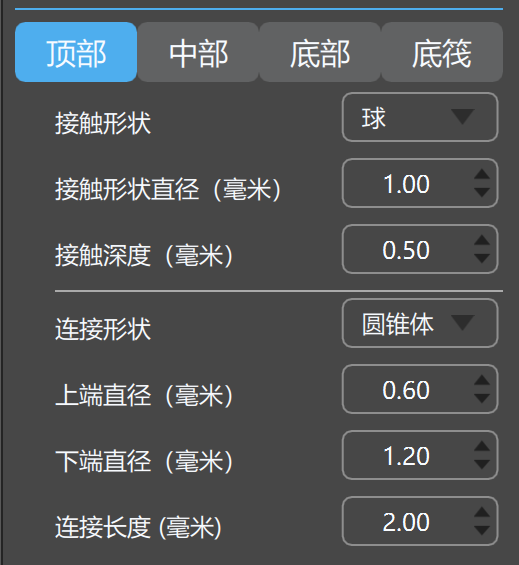 顶部 中部 底部 底筏
接触形状 球
接触形状直径（毫米） 1.00
接触深度（毫米） 0.50
连接形状 圆锥体
上端直径（毫米） 0.60
下端直径（毫米） 1.20
连接长度 (毫米) 2.00